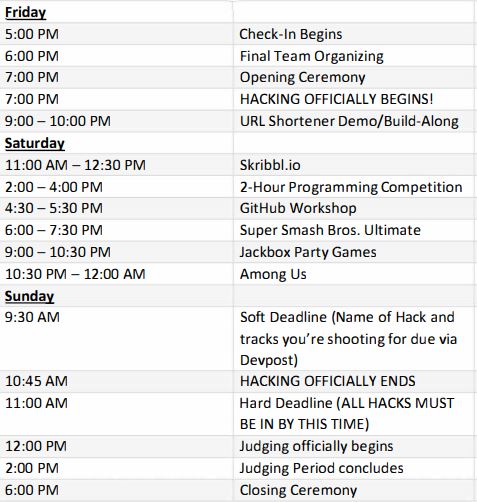 Friday
5:00 PM Check-In Begins
6:00 PM Final Team Organizing
7:00 PM Opening Ceremony
7:00 PM HACKING OFFICIALLY BEGINS!
9:00 – 10:00 PM URL Shortener Demo/Build-Along
Saturday
11:00 AM – 12:30 PM Skribbl.io
2:00 – 4:00 PM 2-Hour Programming Competition
4:30 – 5:30 PM GitHub Workshop
6:00 – 7:30 PM Super Smash Bros. Ultimate
9:00 – 10:30 PM Jackbox Party Games
10:30 PM – 12:00 AM Among Us
Sunday
9:30 AM Soft Deadline (Name of Hack and
tracks you're shooting for due via
Devpost)
10:45 AM HACKING OFFICIALLY ENDS
11:00 AM Hard Deadline (ALL HACKS MUST
BE IN BY THIS TIME)
12:00 PM Judging officially begins
2:00 PM Judging Period concludes
6:00 PM Closing Ceremony